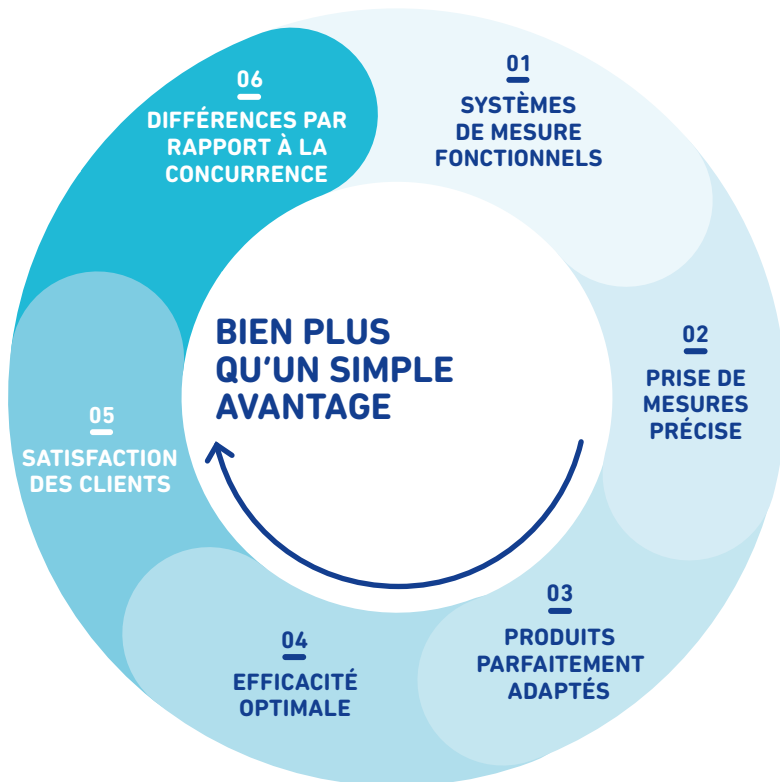 01
SYSTÈMES
DE MESURE
FONCTIONNELS
02
PRISE DE
MESURES
PRÉCISE
03
PRODUITS
PARFAITEMENT
ADAPTÉS
04
EFFICACITÉ
OPTIMALE
05
SATISFACTION
DES CLIENTS
06
DIFFÉRENCES PAR
RAPPORT À LA
CONCURRENCE
BIEN PLUS
QU'UN SIMPLE
AVANTAGE